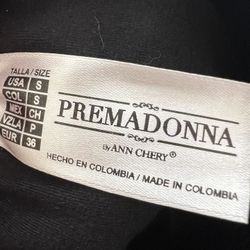 TALLA/SIZE
USA S
COL S
MEX CH
VZLA P
EUR 36
PREMADONNA
By ANN CHERY®
HECHO EN COLOMBIA / MADE IN COLOMBIA